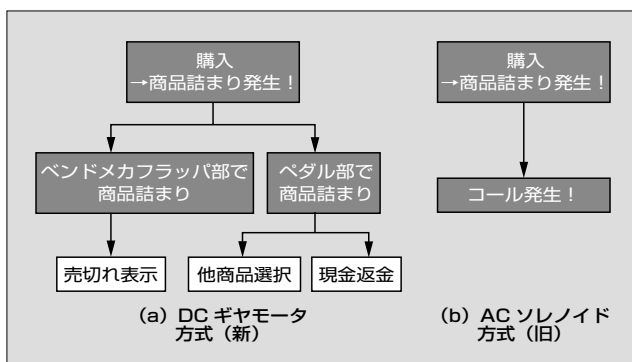 購入
→商品詰まり発生！
ベンドメカフラッパ部で
商品詰まり
ペダル部で
商品詰まり
売切れ表示
他商品選択
現金返金
（a）DC ギヤモータ
方式（新）
購入
→商品詰まり発生！
コール発生！
（b）AC ソレノイド
方式（旧）